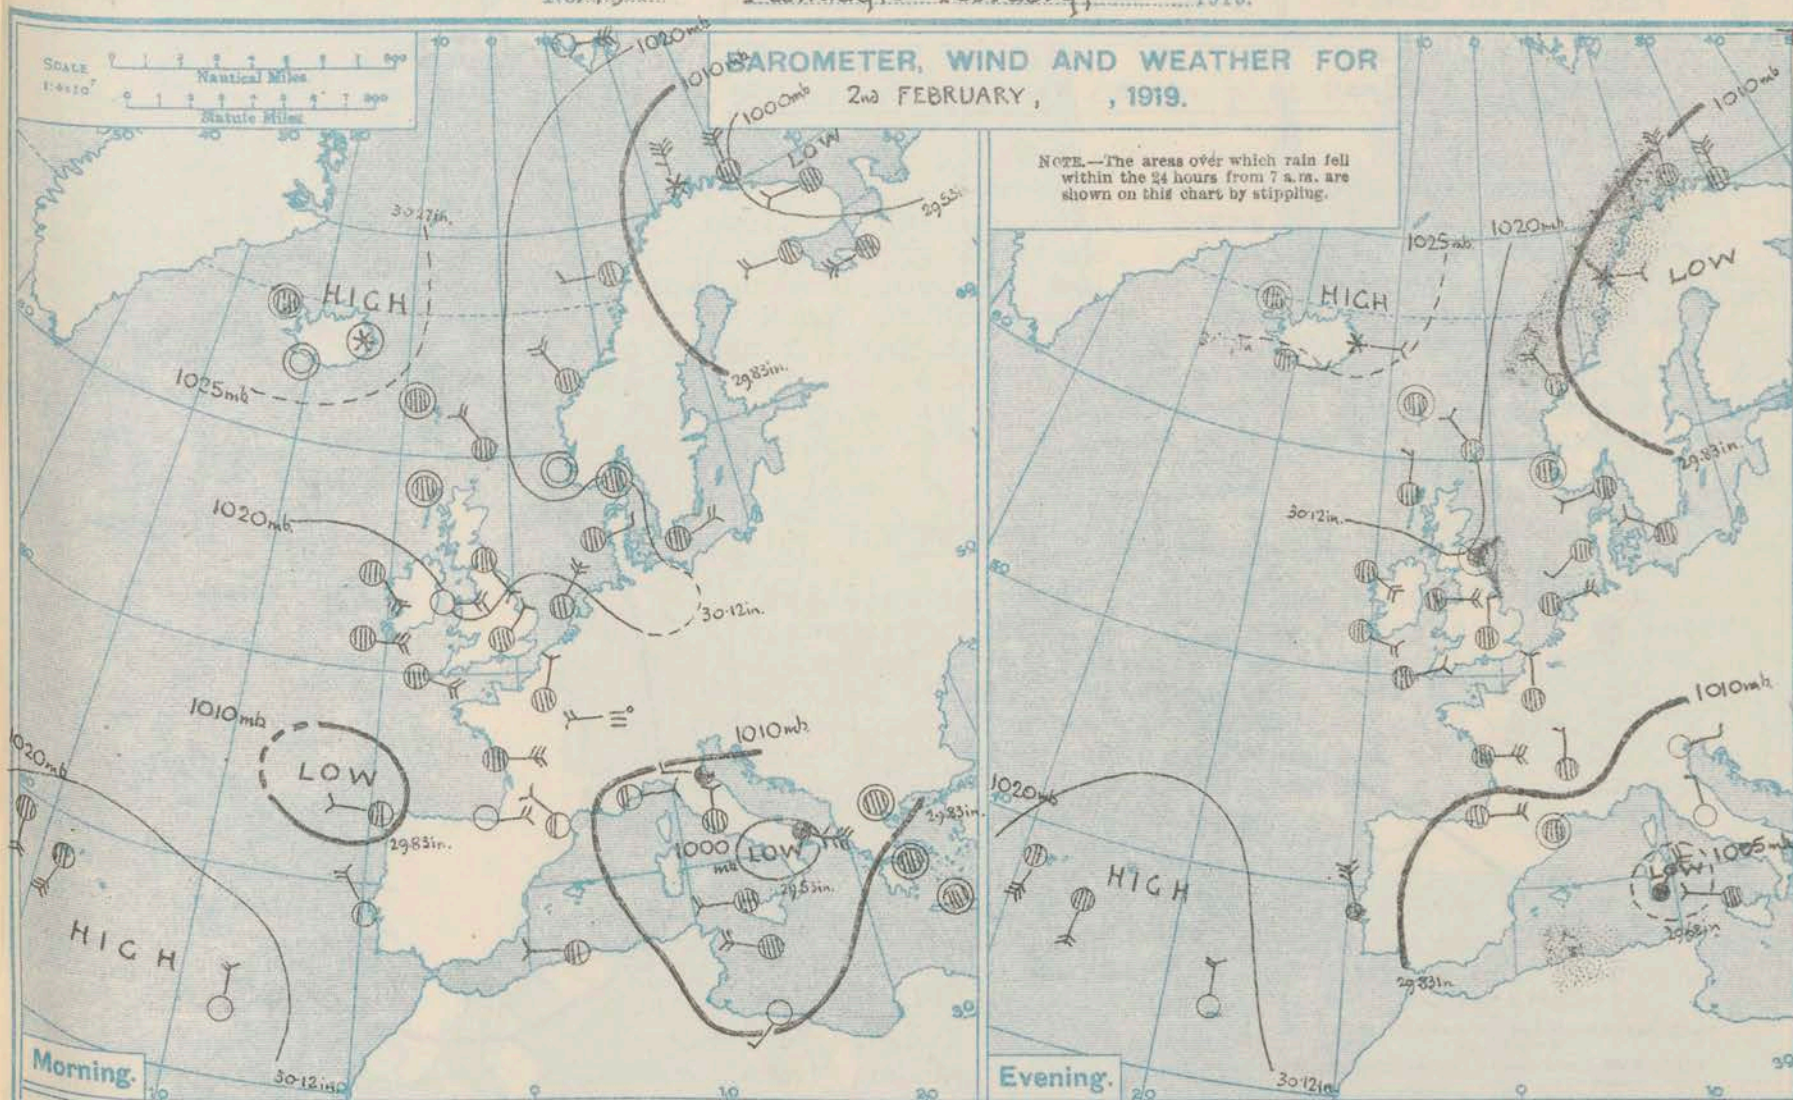 SCALE
Nautical Miles
Statute Miles
BAROMETER, WIND AND WEATHER FOR
2nd FEBRUARY, , 1919.
NOTE.—The areas over which rain fell
within the 24 hours from 7 a.m. are
shown on this chart by stippling.
1020mb
1010mb
1000mb
LOW
29.53in.
30.27in.
HIGH
1025mb
29.83in.
1020mb
30.12in.
1010mb
LOW
29.83in.
1020mb
HIGH
30.12in.
1010mb
1000
mb
LOW
29.53in.
29.83in.
Morning.
1010mb
LOW
29.83in.
1025mb
1020mb
HIGH
30.12in.
1010mb
1020mb
HIGH
30.12in.
29.83in.
1005mb
LOW
Evening.